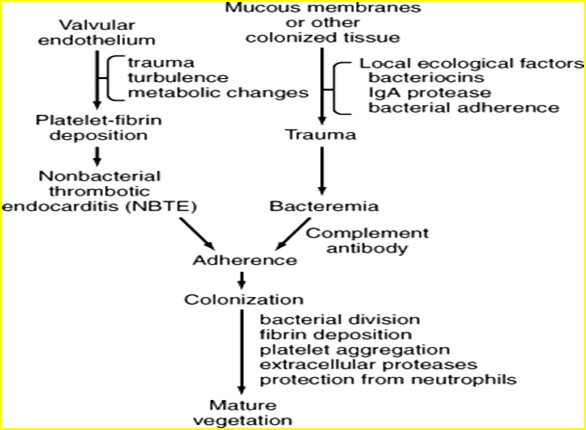 Valvular
endothelium
trauma
turbulence
metabolic changes
Platelet-fibrin
deposition
Nonbacterial
thrombotic
endocarditis (NBTE)
Mucous membranes
or other
colonized tissue
Local ecological factors
bacteriocins
IgA protease
bacterial adherence
Trauma
Bacteremia
Complement
antibody
Adherence
Colonization
bacterial division
fibrin deposition
platelet aggregation
extracellular proteases
protection from neutrophils
Mature
vegetation